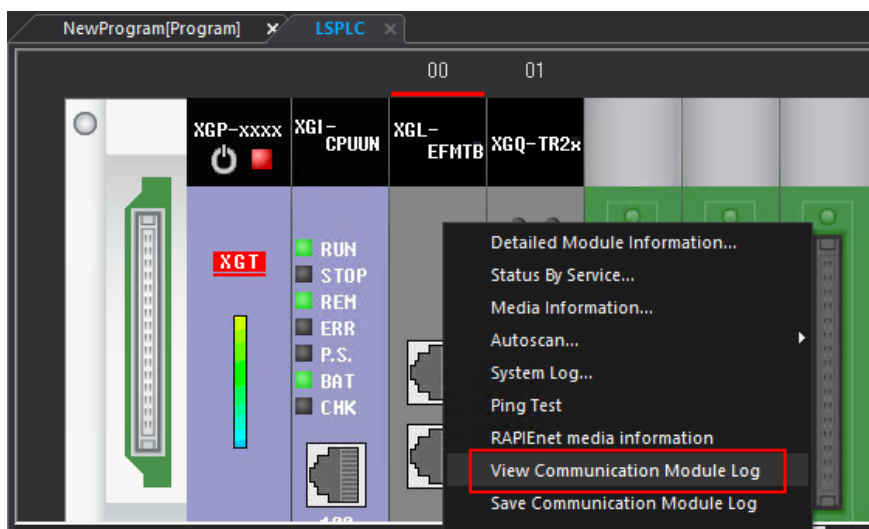 NewProgram[Program]
LSPLC
00
01
XGP-xxxx
XGI-
CPUUN
XGL-
EFMTB
XGQ-TR2x
XGT
RUN
STOP
REM
ERR
P.S.
BAT
CHK
Detailed Module Information...
Status By Service...
Media Information...
Autoscan...
System Log...
Ping Test
RAPIEnet media information
View Communication Module Log
Save Communication Module Log